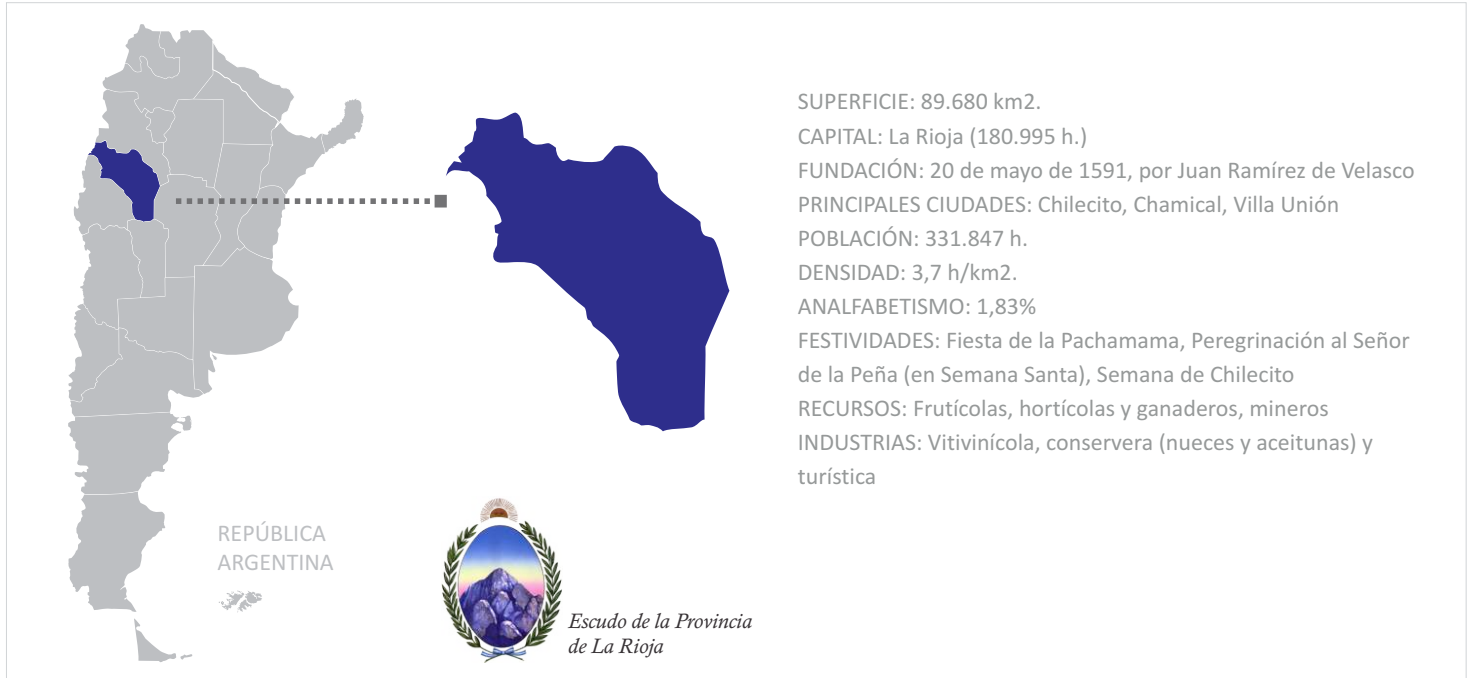 SUPERFICIE: 89.680 km2.
CAPITAL: La Rioja (180.995 h.)
FUNDACIÓN: 20 de mayo de 1591, por Juan Ramírez de Velasco
PRINCIPALES CIUDADES: Chilecito, Chamical, Villa Unión
POBLACIÓN: 331.847 h.
DENSIDAD: 3,7 h/km2.
ANALFABETISMO: 1,83%
FESTIVIDADES: Fiesta de la Pachamama, Peregrinación al Señor
de la Peña (en Semana Santa), Semana de Chilecito
RECURSOS: Frutícolas, hortícolas y ganaderos, mineros
INDUSTRIAS: Vitivinícola, conservera (nueces y aceitunas) y
turística
REPÚBLICA
ARGENTINA
Escudo de la Provincia
de La Rioja